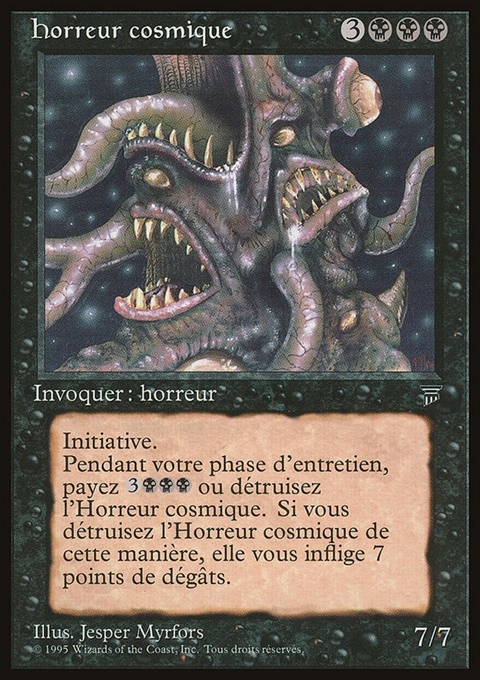 horreur cosmique 3
Invoquer : horreur
Initiative.
Pendant votre phase d'entretien,
payez 3 ou détruisez
l'Horreur cosmique. Si vous
détruisez l'Horreur cosmique de
cette manière, elle vous inflige 7
points de dégâts.
Illus. Jesper Myrfors
7/7
© 1995 Wizards of the Coast, Inc. Tous droits réservés.